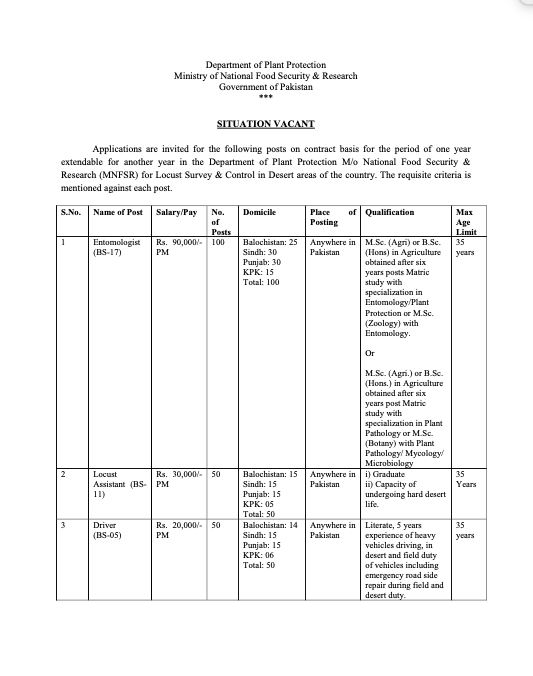 Department of Plant Protection
Ministry of National Food Security & Research
Government of Pakistan
***
SITUATION VACANT
Applications are invited for the following posts on contract basis for the period of one year
extendable for another year in the Department of Plant Protection M/o National Food Security &
Research (MNFSR) for Locust Survey & Control in Desert areas of the country. The requisite criteria is
mentioned against each post.
S.No.
Name of Post
Salary/Pay
No.
of
Posts
Domicile
Place of
Posting
Qualification
Max
Age
Limit
1
Entomologist
(BS-17)
Rs. 90,000/-
PM
100
Balochistan: 25
Sindh: 30
Punjab: 30
KPK: 15
Total: 100
Anywhere in
Pakistan
M.Sc. (Agri) or B.Sc.
(Hons) in Agriculture
obtained after six
years posts Matric
study with
specialization in
Entomology/Plant
Protection or M.Sc.
(Zoology) with
Entomology.
Or
M.Sc. (Agri.) or B.Sc.
(Hons.) in Agriculture
obtained after six
years post Matric
study with
specialization in Plant
Pathology or M.Sc.
(Botany) with Plant
Pathology/ Mycology/
Microbiology
35
years
2
Locust
Assistant (BS-
11)
Rs. 30,000/-
PM
50
Balochistan: 15
Sindh: 15
Punjab: 15
KPK: 05
Total: 50
Anywhere in
Pakistan
i) Graduate
ii) Capacity of
undergoing hard desert
life.
35
Years
3
Driver
(BS-05)
Rs. 20,000/-
PM
50
Balochistan: 14
Sindh: 15
Punjab: 15
KPK: 06
Total: 50
Anywhere in
Pakistan
Literate, 5 years
experience of heavy
vehicles driving, in
desert and field duty
of vehicles including
emergency road side
repair during field and
desert duty.
35
years